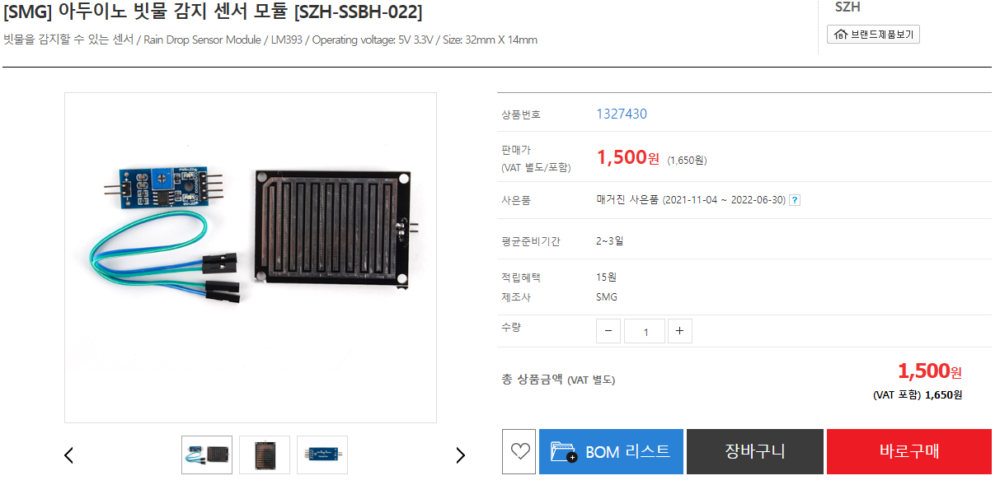 [SMG] 아두이노 빗물 감지 센서 모듈 [SZH-SSBH-022]
빗물을 감지할 수 있는 센서 / Rain Drop Sensor Module / LM393 / Operating voltage: 5V 3.3V / Size: 32mm X 14mm
SZH
브랜드제품보기
상품번호 1327430
판매가 1,500원 (1,650원)
(VAT 별도/포함)
사은품 매거진 사은품 (2021-11-04 ~ 2022-06-30) ?
평균준비기간 2~3일
적립혜택 15원
제조사 SMG
수량 - 1 +
총 상품금액 (VAT 별도) 1,500원
(VAT 포함) 1,650원
BOM 리스트 장바구니 바로구매